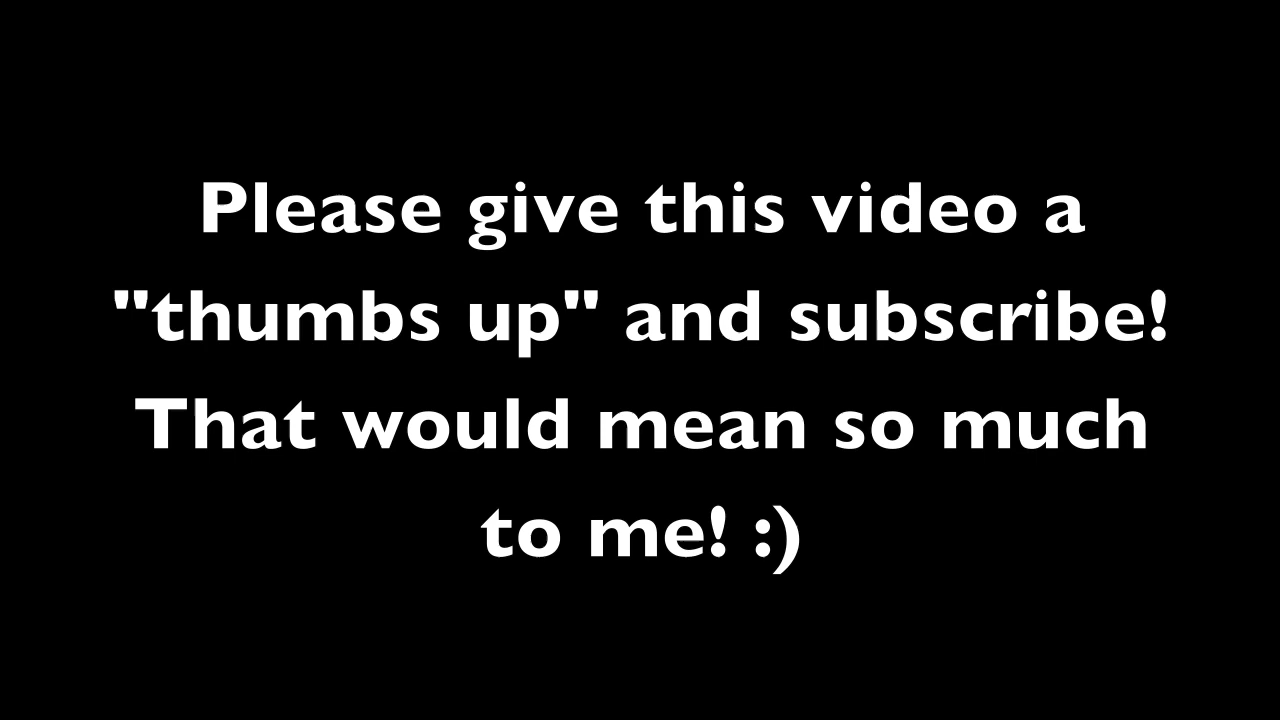 Please give this video a
"thumbs up" and subscribe!
That would mean so much
to me! :)